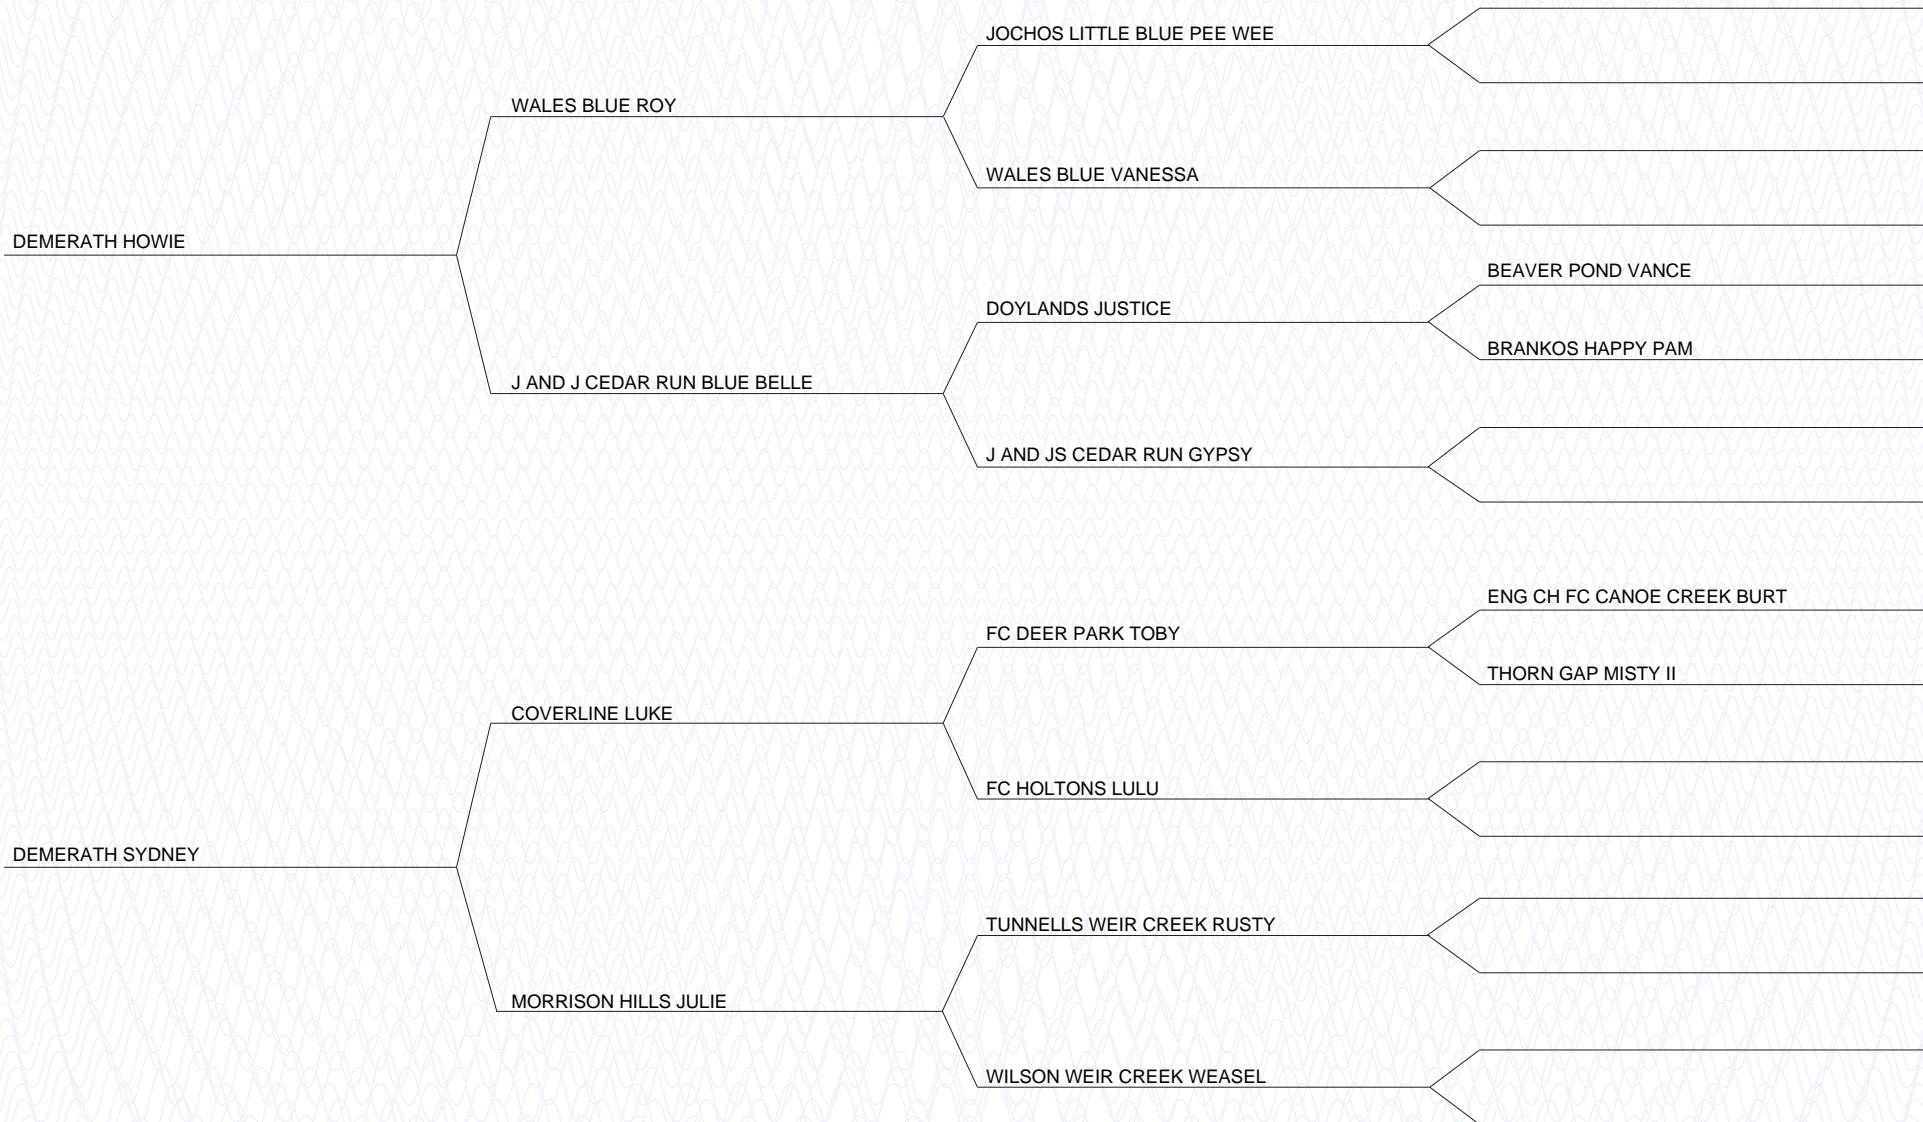 JOCHOS LITTLE BLUE PEE WEE
WALES BLUE ROY
WALES BLUE VANESSA
DEMERATH HOWIE
BEAVER POND VANCE
DOYLANDS JUSTICE
BRANKOS HAPPY PAM
J AND J CEDAR RUN BLUE BELLE
J AND JS CEDAR RUN GYPSY
ENG CH FC CANOE CREEK BURT
FC DEER PARK TOBY
THORN GAP MISTY II
COVERLINE LUKE
FC HOLTONS LULU
DEMERATH SYDNEY
TUNNELLS WEIR CREEK RUSTY
MORRISON HILLS JULIE
WILSON WEIR CREEK WEASEL